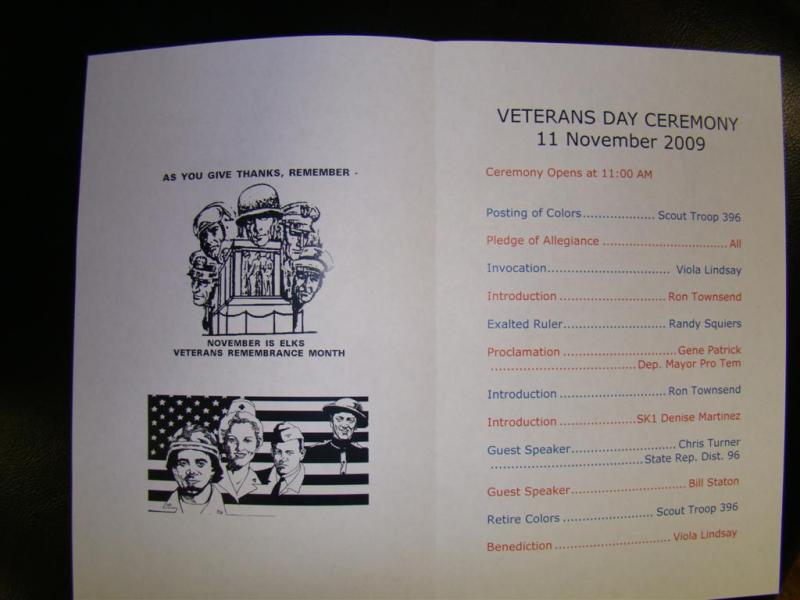 AS YOU GIVE THANKS, REMEMBER -
NOVEMBER IS ELKS
VETERANS REMEMBRANCE MONTH
VETERANS DAY CEREMONY
11 November 2009
Ceremony Opens at 11:00 AM
Posting of Colors.................... Scout Troop 396
Pledge of Allegiance ..................................All
Invocation.................................. Viola Lindsay
Introduction ..............................Ron Townsend
Exalted Ruler............................Randy Squiers
Proclamation ...............................Gene Patrick
........................................Dep. Mayor Pro Tem
Introduction ..............................Ron Townsend
Introduction .....................SK1 Denise Martinez
Guest Speaker.............................Chris Turner
..........................................State Rep. Dist. 96
Guest Speaker................................Bill Staton
Retire Colors .........................Scout Troop 396
Benediction ................................Viola Lindsay